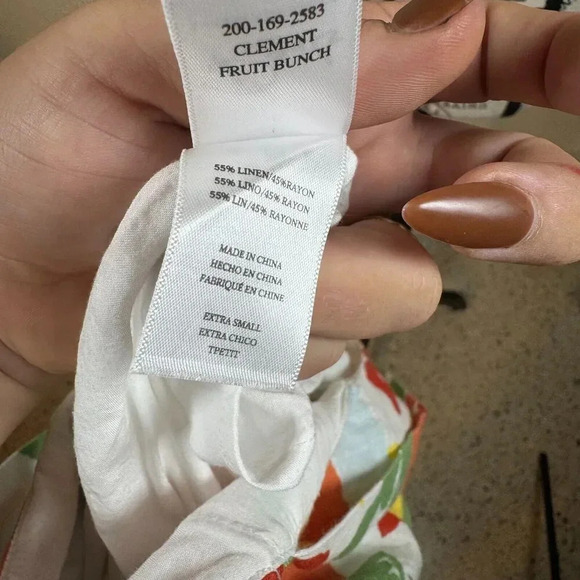 200-169-2583
CLEMENT
FRUIT BUNCH
55% LINEN/45% RAYON
55% LINO/45% RAYON
55% LIN/45% RAYONNE
MADE IN CHINA
HECHO EN CHINA
FABRIQUÉ EN CHINE
EXTRA SMALL
EXTRA CHICO
TPETIT